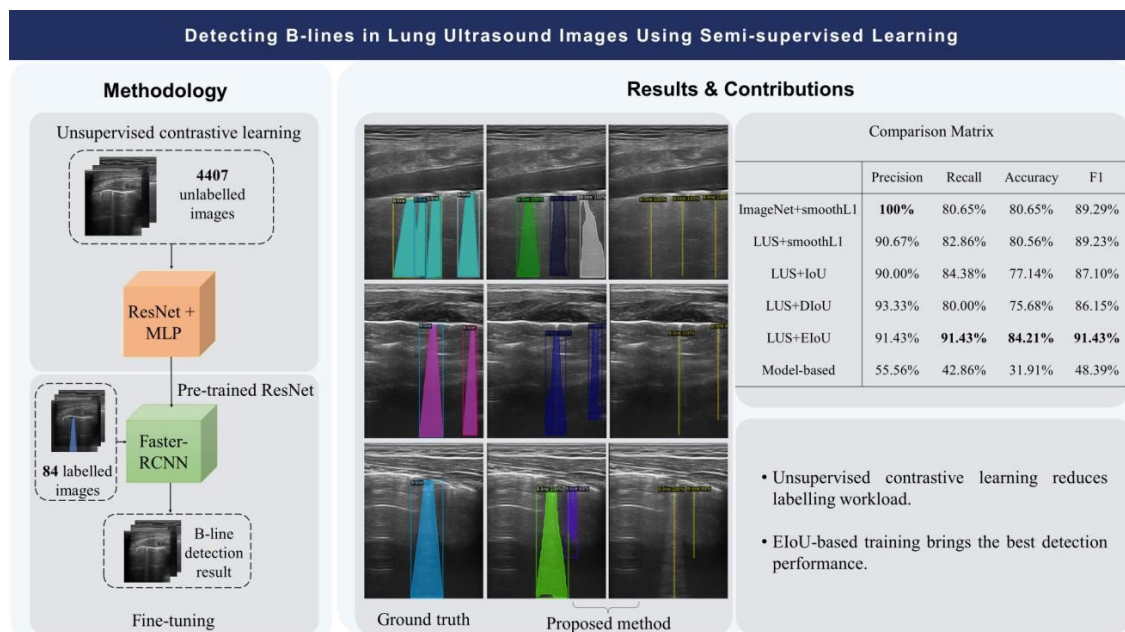 Detecting B-lines in Lung Ultrasound Images Using Semi-supervised Learning
Methodology
Unsupervised contrastive learning
4407
unlabelled
images
ResNet +
MLP
Pre-trained ResNet
84 labelled
images
Faster-
RCNN
B-line
detection
result
Fine-tuning
Results & Contributions
Ground truth
Proposed method
Comparison Matrix
Precision Recall Accuracy F1
ImageNet+smoothL1 100% 80.65% 80.65% 89.29%
LUS+smoothL1 90.67% 82.86% 80.56% 89.23%
LUS+IoU 90.00% 84.38% 77.14% 87.10%
LUS+DIoU 93.33% 80.00% 75.68% 86.15%
LUS+EIoU 91.43% 91.43% 84.21% 91.43%
Model-based 55.56% 42.86% 31.91% 48.39%
• Unsupervised contrastive learning reduces
labelling workload.
• EIoU-based training brings the best detection
performance.